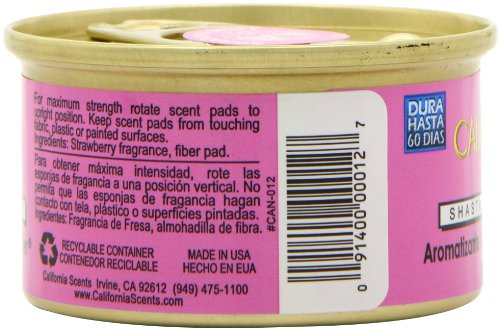 For maximum strength rotate scent pads to
upright position. Keep scent pads from touching
fabric, plastic or painted surfaces.
Ingredients: Strawberry fragrance, fiber pad.
Para obtener máxima intensidad, rote las
esponjas de fragancia a una posición vertical. No
permita que las esponjas de fragancia hagan
contacto con tela, plástico o superficies pintadas.
Ingredientes: Fragancia de Fresa, almohadilla de fibra.
RECYCLABLE CONTAINER
CONTENEDOR RECICLABLE
MADE IN USA
HECHO EN EUA
California Scents Irvine, CA 92612 (949) 475-1100
www.CaliforniaScents.com
#CAN-012
0 91400 00012 7
DURA
HASTA
60 DIAS
CAL
SHAST
Aromatizante